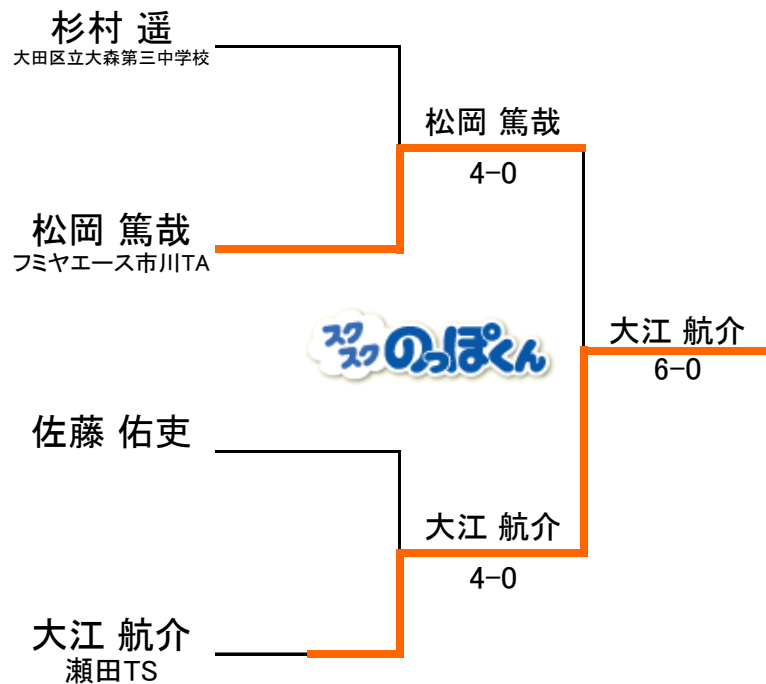 杉村 遥
大田区立大森第三中学校
松岡 篤哉
4-0
松岡 篤哉
フミヤエース市川TA
スクスク のっぽくん
大江 航介
6-0
佐藤 佑吏
大江 航介
4-0
大江 航介
瀬田TS